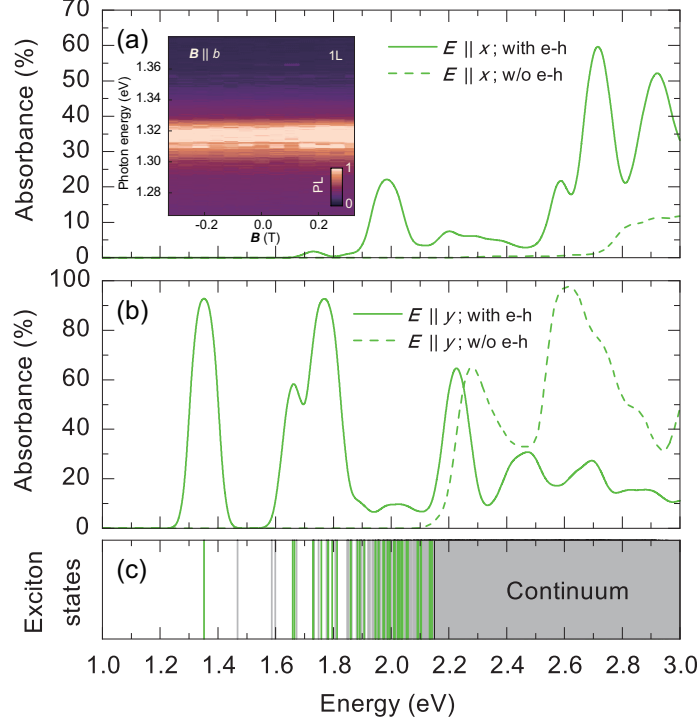 70
60
50
40
30
20
10
0
Absorbance (%)
(a)
E || x; with e-h
E || x; w/o e-h
B || b
1L
1.36
1.34
1.32
1.30
1.28
Photon energy (eV)
PL
1
0
-0.2
0.0
0.2
B (T)
100
80
60
40
20
0
Absorbance (%)
(b)
E || y; with e-h
E || y; w/o e-h
Exciton
states
(c)
Continuum
1.0 1.2 1.4 1.6 1.8 2.0 2.2 2.4 2.6 2.8 3.0
Energy (eV)